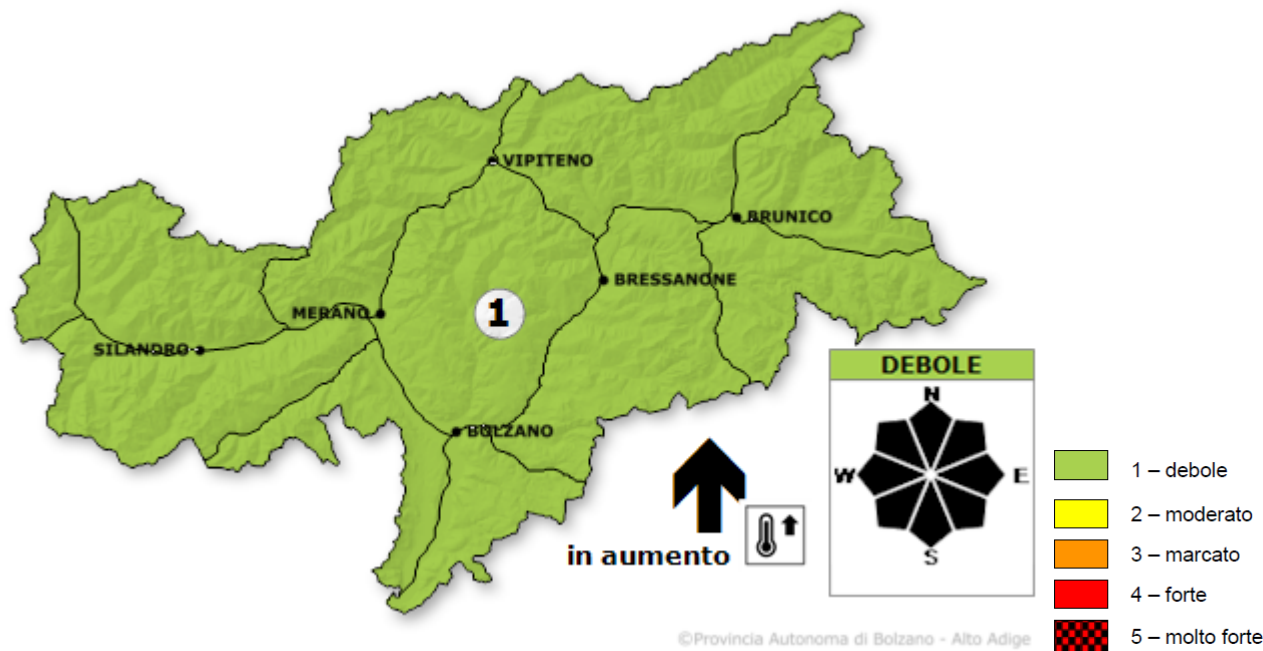 VIPITENO
BRUNICO
BRESSANONE
MERANO
1
SILANDRO
BOLZANO
DEBOLE
N
W
E
S
in aumento
1 – debole
2 – moderato
3 – marcato
4 – forte
5 – molto forte
©Provincia Autonoma di Bolzano - Alto Adige